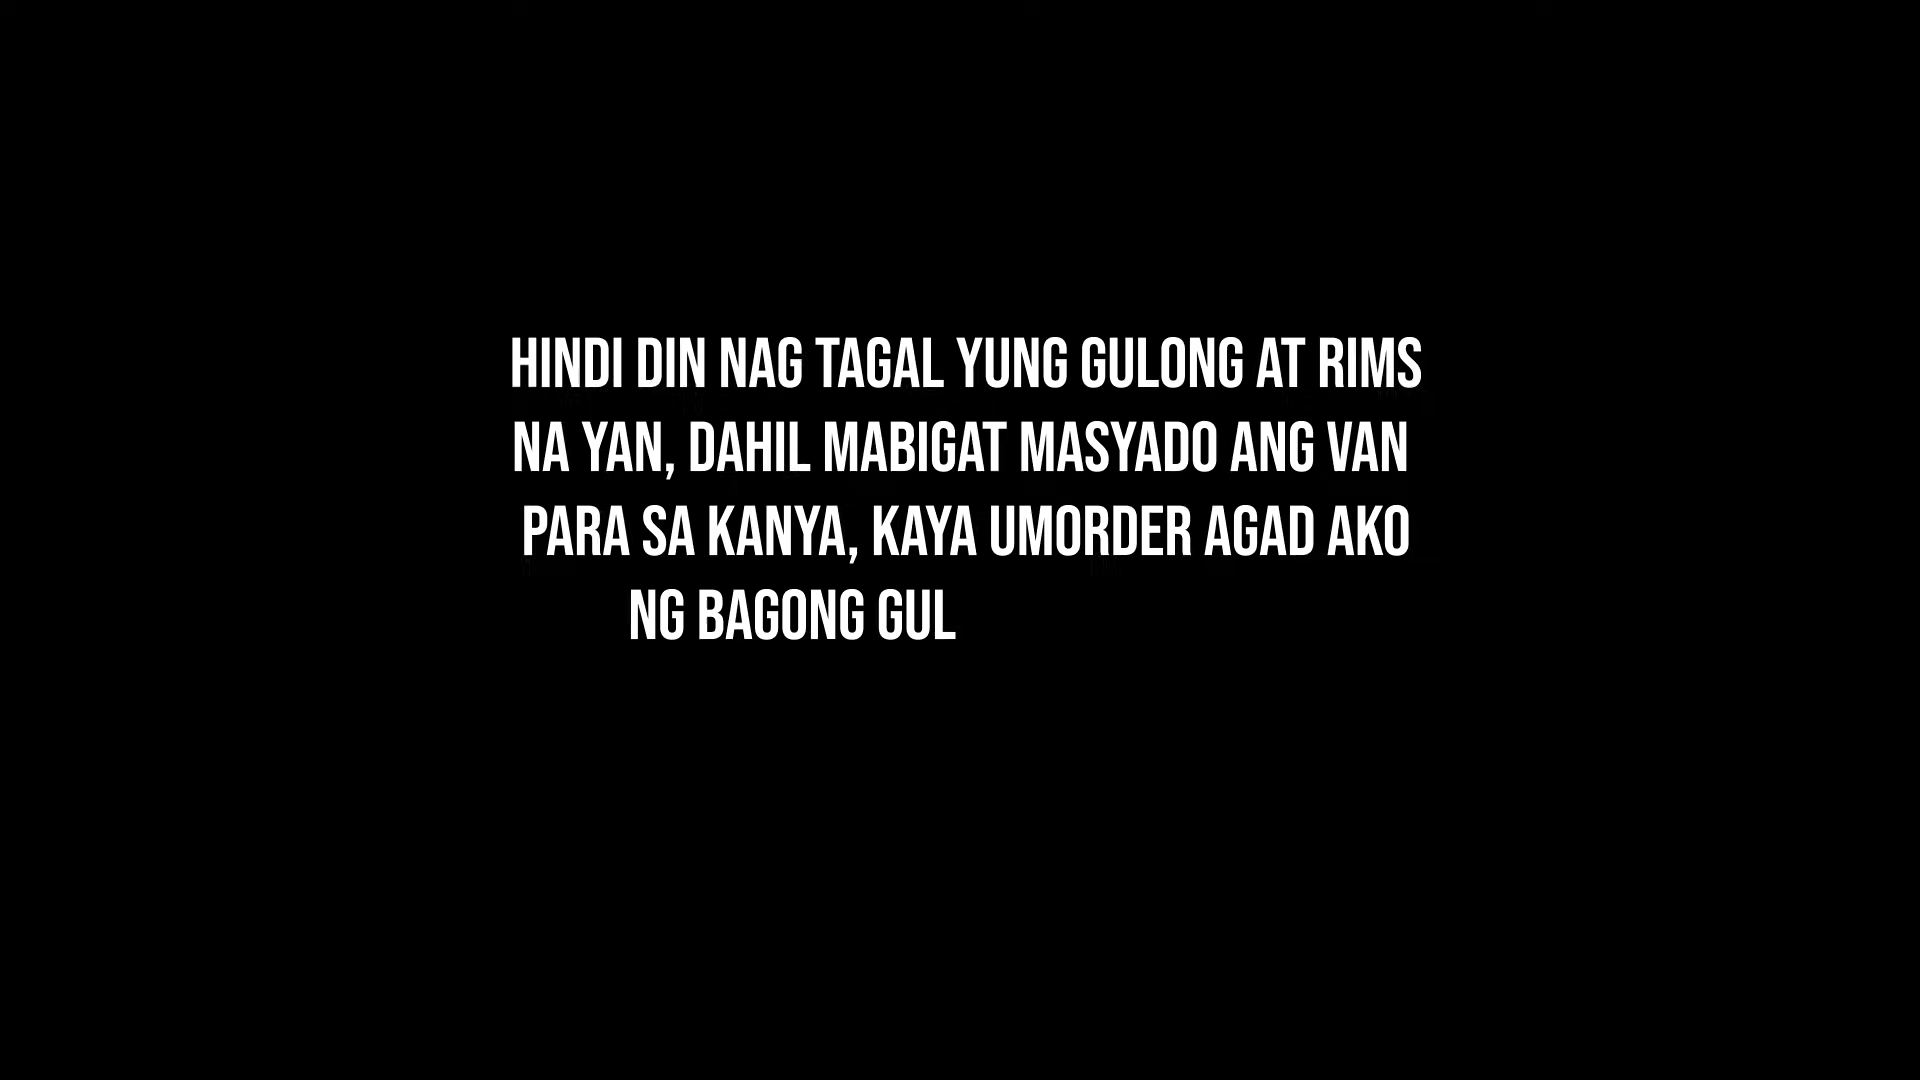 HINDI DIN NAG TAGAL YUNG GULONG AT RIMS
NA YAN, DAHIL MABIGAT MASYADO ANG VAN
PARA SA KANYA, KAYA UMORDER AGAD AKO
NG BAGONG GUL